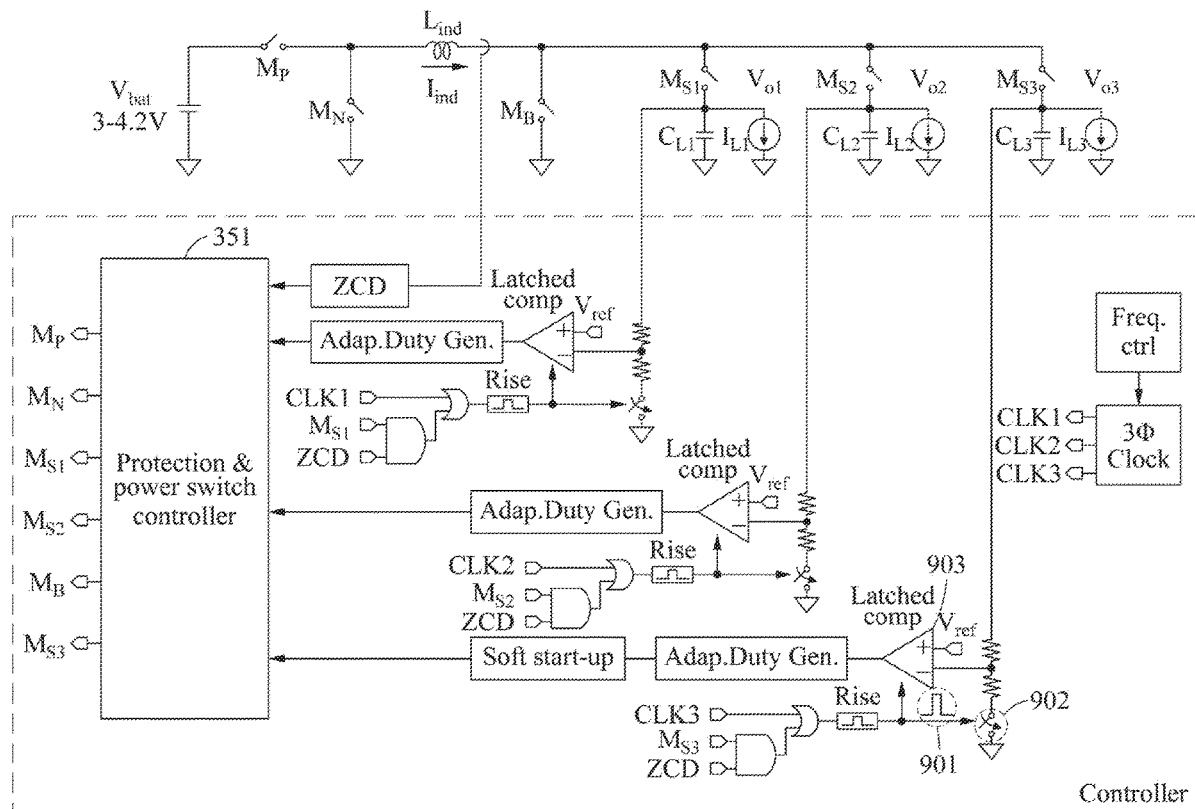 L_ind
M_P
I_ind
V_bat
3-4.2V
M_N
M_B
M_S1
V_o1
M_S2
V_o2
M_S3
V_o3
C_L1
I_L1
C_L2
I_L2
C_L3
I_L3
351
ZCD
Latched
comp
V_ref
Adap.Duty Gen.
Rise
CLK1
M_S1
ZCD
Freq.
ctrl
CLK1
CLK2
CLK3
3Φ
Clock
M_P
M_N
M_S1
M_S2
M_B
M_S3
Protection &
power switch
controller
Latched
comp
V_ref
Adap.Duty Gen.
Rise
CLK2
M_S2
ZCD
903
Latched
comp
V_ref
Soft start-up
Adap.Duty Gen.
Rise
902
CLK3
M_S3
ZCD
901
Controller